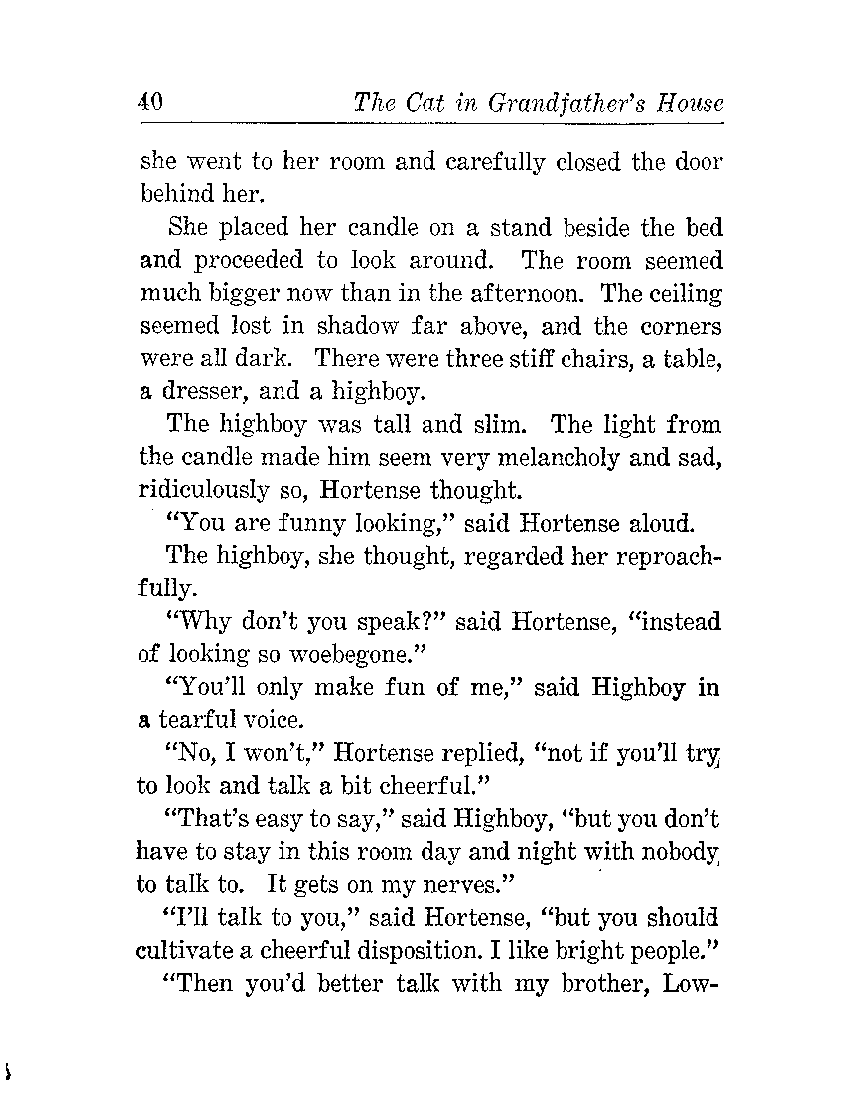 40 The Cat in Grandfather's House
she went to her room and carefully closed the door
behind her.
She placed her candle on a stand beside the bed
and proceeded to look around. The room seemed
much bigger now than in the afternoon. The ceiling
seemed lost in shadow far above, and the corners
were all dark. There were three stiff chairs, a table,
a dresser, and a highboy.
The highboy was tall and slim. The light from
the candle made him seem very melancholy and sad,
ridiculously so, Hortense thought.
“You are funny looking,” said Hortense aloud.
The highboy, she thought, regarded her reproach-
fully.
“Why don’t you speak?” said Hortense, “instead
of looking so woebegone.”
“You’ll only make fun of me,” said Highboy in
a tearful voice.
“No, I won’t,” Hortense replied, “not if you’ll try
to look and talk a bit cheerful.”
“That’s easy to say,” said Highboy, “but you don’t
have to stay in this room day and night with nobody
to talk to. It gets on my nerves.”
“I’ll talk to you,” said Hortense, “but you should
cultivate a cheerful disposition. I like bright people.”
“Then you’d better talk with my brother, Low-